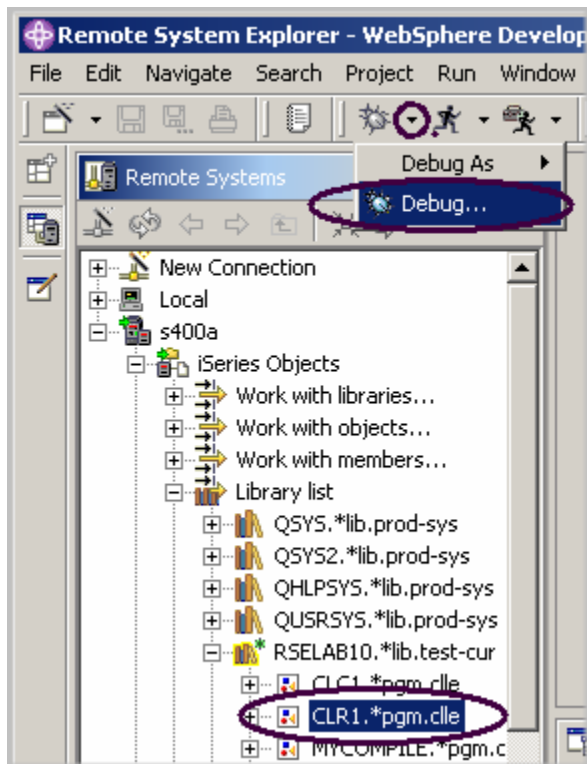 Remote System Explorer - WebSphere Develop
File Edit Navigate Search Project Run Window
Debug As
Remote Systems
Debug...
New Connection
Local
s400a
iSeries Objects
Work with libraries...
Work with objects...
Work with members...
Library list
QSYS.*lib.prod-sys
QSYS2.*lib.prod-sys
QHLPSYS.*lib.prod-sys
QUSRSYS.*lib.prod-sys
RSELAB10.*lib.test-cur
CLC1.*pgm.clle
CLR1.*pgm.clle
MYCOMPILE.*pgm.c